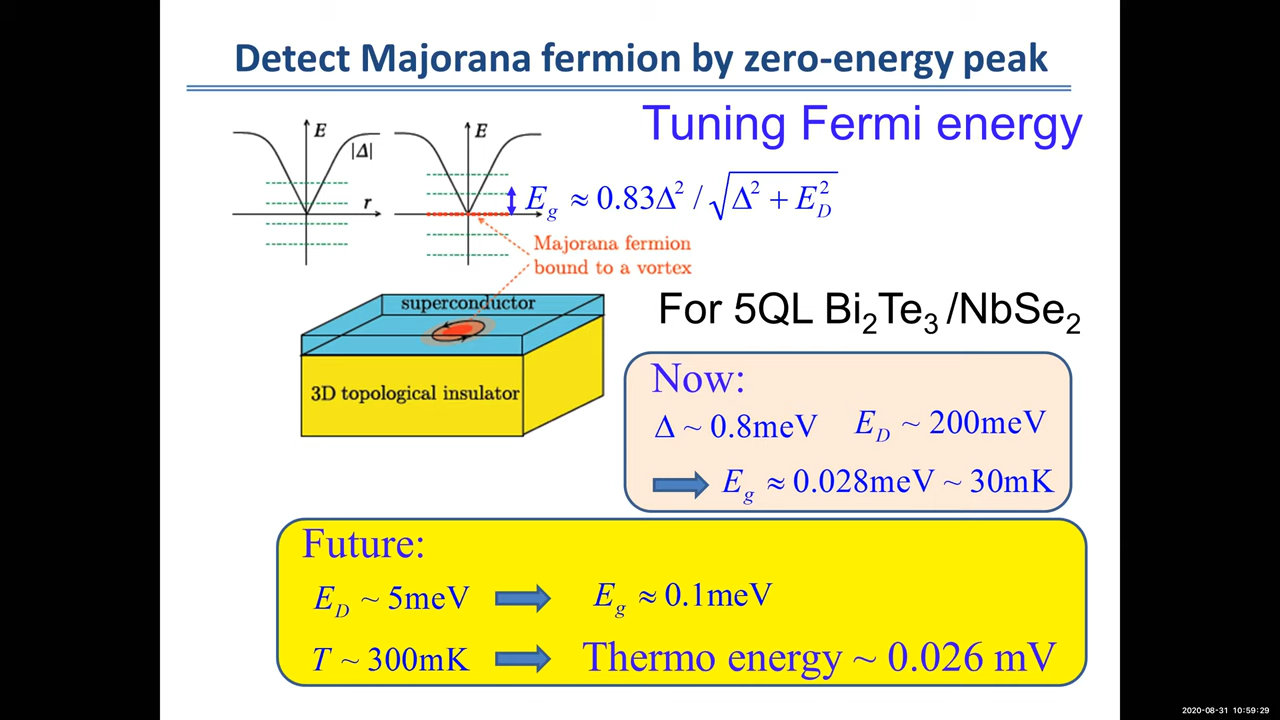 Detect Majorana fermion by zero-energy peak
Tuning Fermi energy
E
|Δ|
r
E
E_g ≈ 0.83Δ² / √(Δ² + E_D²)
Majorana fermion
bound to a vortex
superconductor
3D topological insulator
For 5QL Bi₂Te₃ /NbSe₂
Now:
Δ ~ 0.8meV E_D ~ 200meV
E_g ≈ 0.028meV ~ 30mK
Future:
E_D ~ 5meV E_g ≈ 0.1meV
T ~ 300mK Thermo energy ~ 0.026 mV
2020-08-31 10:59:29